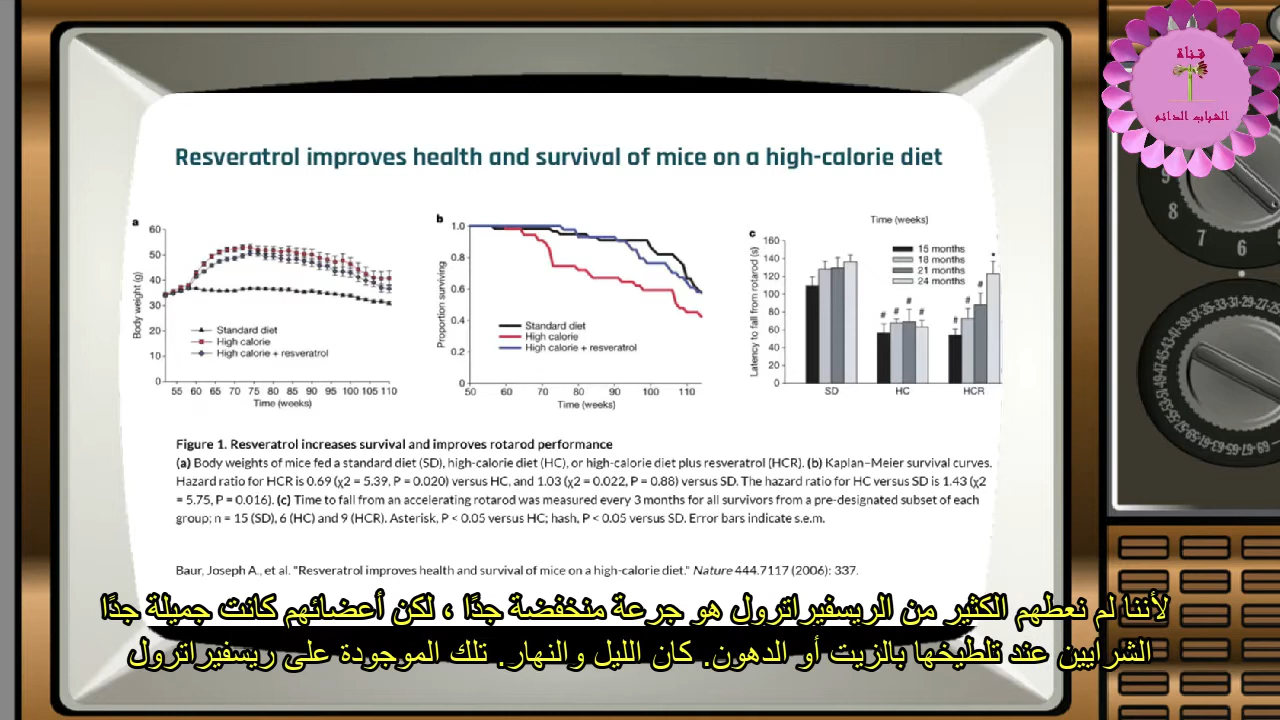 قناة
الشباب الدائم
Resveratrol improves health and survival of mice on a high-calorie diet
a
60
50
40
30
20
10
0
Body weight (g)
Standard diet
High calorie
High calorie + resveratrol
55 60 65 70 75 80 85 90 95 100 105 110
Time (weeks)
b
1.0
0.8
0.6
0.4
0.2
0
Proportion surviving
Standard diet
High calorie
High calorie + resveratrol
50 60 70 80 90 100 110
Time (weeks)
Time (weeks)
c
160
140
120
100
80
60
40
20
0
Latency to fall from rotarod (s)
15 months
18 months
21 months
24 months
# # # #
# # # *
SD HC HCR
Figure 1. Resveratrol increases survival and improves rotarod performance
(a) Body weights of mice fed a standard diet (SD), high-calorie diet (HC), or high-calorie diet plus resveratrol (HCR). (b) Kaplan–Meier survival curves.
Hazard ratio for HCR is 0.69 (χ2 = 5.39, P = 0.020) versus HC, and 1.03 (χ2 = 0.022, P = 0.88) versus SD. The hazard ratio for HC versus SD is 1.43 (χ2
= 5.75, P = 0.016). (c) Time to fall from an accelerating rotarod was measured every 3 months for all survivors from a pre-designated subset of each
group; n = 15 (SD), 6 (HC) and 9 (HCR). Asterisk, P < 0.05 versus HC; hash, P < 0.05 versus SD. Error bars indicate s.e.m.
Baur, Joseph A., et al. "Resveratrol improves health and survival of mice on a high-calorie diet." Nature 444.7117 (2006): 337.
لأننا لم نعطهم الكثير من الريسفيراترول هو جرعة منخفضة جدًا ، لكن أعضائهم كانت جميلة جدًا
الشرايين عند تلطيخها بالزيت أو الدهون. كان الليل والنهار. تلك الموجودة على ريسفيراترول
8
7
6